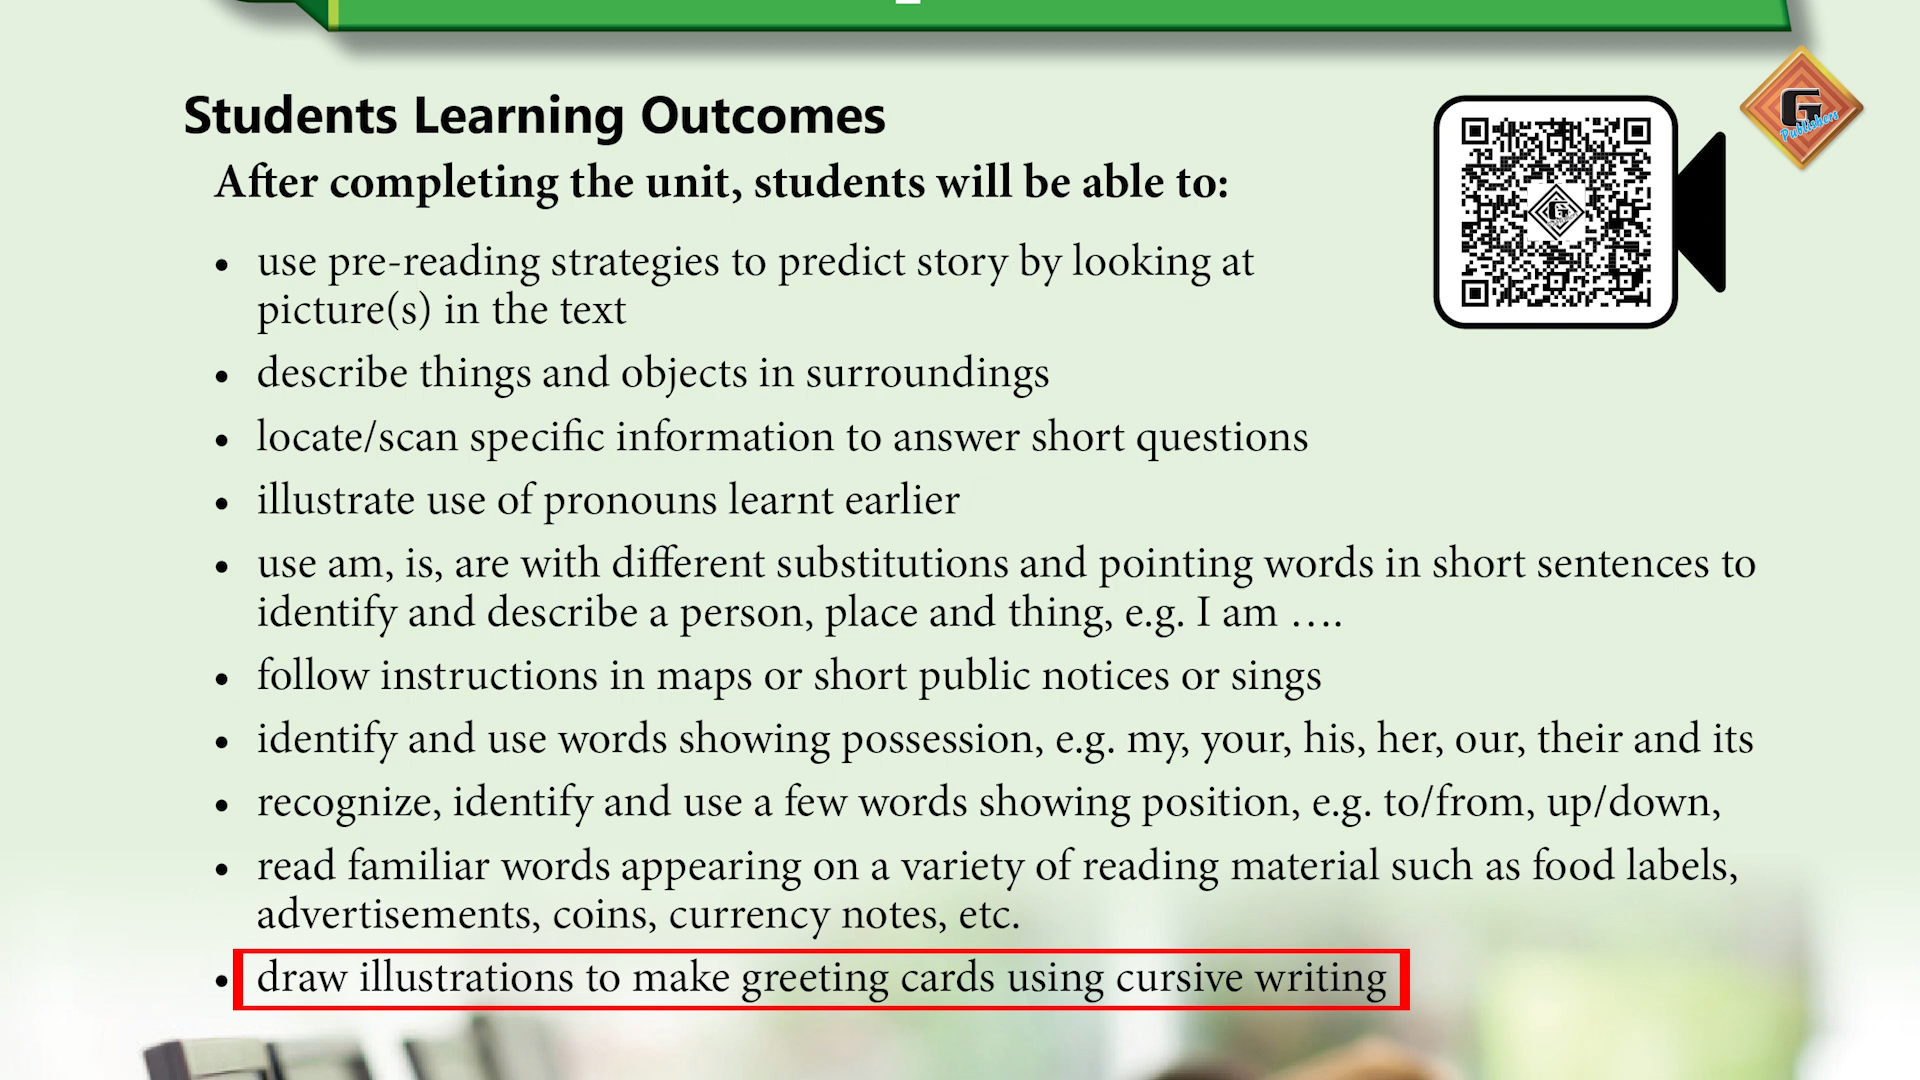 Students Learning Outcomes
After completing the unit, students will be able to:
• use pre-reading strategies to predict story by looking at
picture(s) in the text
• describe things and objects in surroundings
• locate/scan specific information to answer short questions
• illustrate use of pronouns learnt earlier
• use am, is, are with different substitutions and pointing words in short sentences to
identify and describe a person, place and thing, e.g. I am ….
• follow instructions in maps or short public notices or sings
• identify and use words showing possession, e.g. my, your, his, her, our, their and its
• recognize, identify and use a few words showing position, e.g. to/from, up/down,
• read familiar words appearing on a variety of reading material such as food labels,
advertisements, coins, currency notes, etc.
• draw illustrations to make greeting cards using cursive writing
G
Publishers